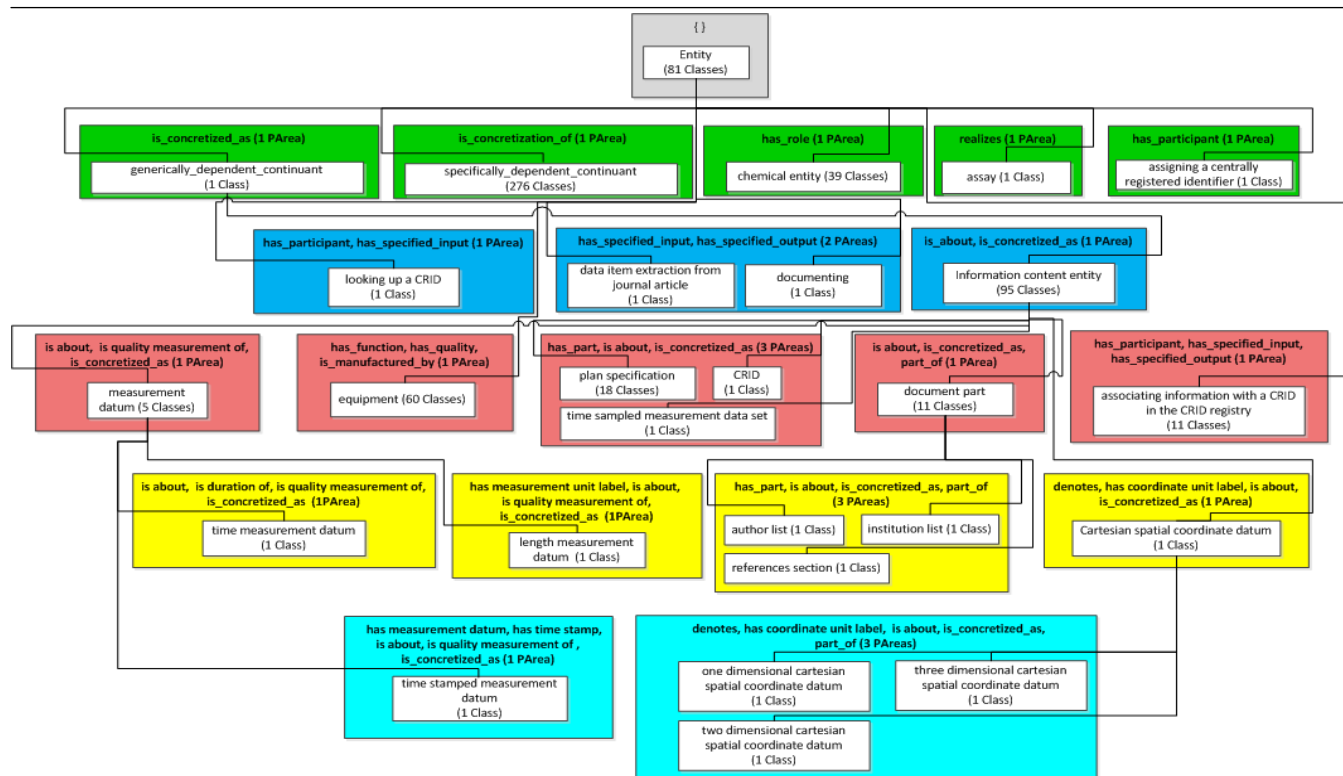 { }
Entity
(81 Classes)
is_concretized_as (1 PArea)
generically_dependent_continuant
(1 Class)
is_concretization_of (1 PArea)
specifically_dependent_continuant
(276 Classes)
has_role (1 PArea)
chemical entity (39 Classes)
realizes (1 PArea)
assay (1 Class)
has_participant (1 PArea)
assigning a centrally
registered identifier (1 Class)
has_participant, has_specified_input (1 PArea)
looking up a CRID
(1 Class)
has_specified_input, has_specified_output (2 PAreas)
data item extraction from
journal article
(1 Class)
documenting
(1 Class)
is_about, is_concretized_as (1 PArea)
Information content entity
(95 Classes)
is about, is quality measurement of,
is_concretized_as (1 PArea)
measurement
datum (5 Classes)
has_function, has_quality,
is_manufactured_by (1 PArea)
equipment (60 Classes)
has_part, is about, is_concretized_as (3 PAreas)
plan specification
(18 Classes)
CRID
(1 Class)
time sampled measurement data set
(1 Class)
is about, is_concretized_as,
part_of (1 PArea)
document part
(11 Classes)
has_participant, has_specified_input,
has_specified_output (1 PArea)
associating information with a CRID
in the CRID registry
(11 Classes)
is about, is duration of, is quality measurement of,
is_concretized_as (1PArea)
time measurement datum
(1 Class)
has measurement unit label, is about,
is quality measurement of,
is_concretized_as (1PArea)
length measurement
datum (1 Class)
has_part, is about, is_concretized_as, part_of
(3 PAreas)
author list (1 Class)
institution list (1 Class)
references section (1 Class)
denotes, has coordinate unit label, is about,
is_concretized_as (1 PArea)
Cartesian spatial coordinate datum
(1 Class)
has measurement datum, has time stamp,
is about, is quality measurement of ,
is_concretized_as (1 PArea)
time stamped measurement
datum
(1 Class)
denotes, has coordinate unit label, is about, is_concretized_as,
part_of (3 PAreas)
one dimensional cartesian
spatial coordinate datum
(1 Class)
three dimensional cartesian
spatial coordinate datum
(1 Class)
two dimensional cartesian
spatial coordinate datum
(1 Class)